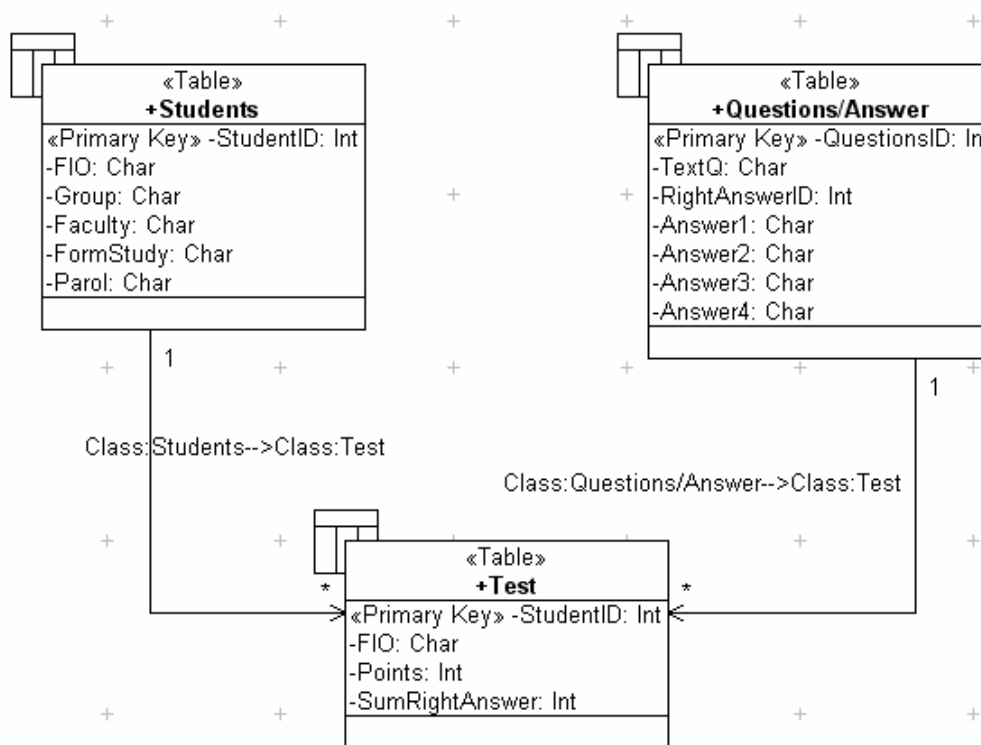 «Table»
+Students
«Primary Key» -StudentID: Int
-FIO: Char
-Group: Char
-Faculty: Char
-FormStudy: Char
-Parol: Char
«Table»
+Questions/Answer
«Primary Key» -QuestionsID: In
-TextQ: Char
-RightAnswerID: Int
-Answer1: Char
-Answer2: Char
-Answer3: Char
-Answer4: Char
1
1
Class:Students-->Class:Test
Class:Questions/Answer-->Class:Test
*
*
«Table»
+Test
«Primary Key» -StudentID: Int
-FIO: Char
-Points: Int
-SumRightAnswer: Int